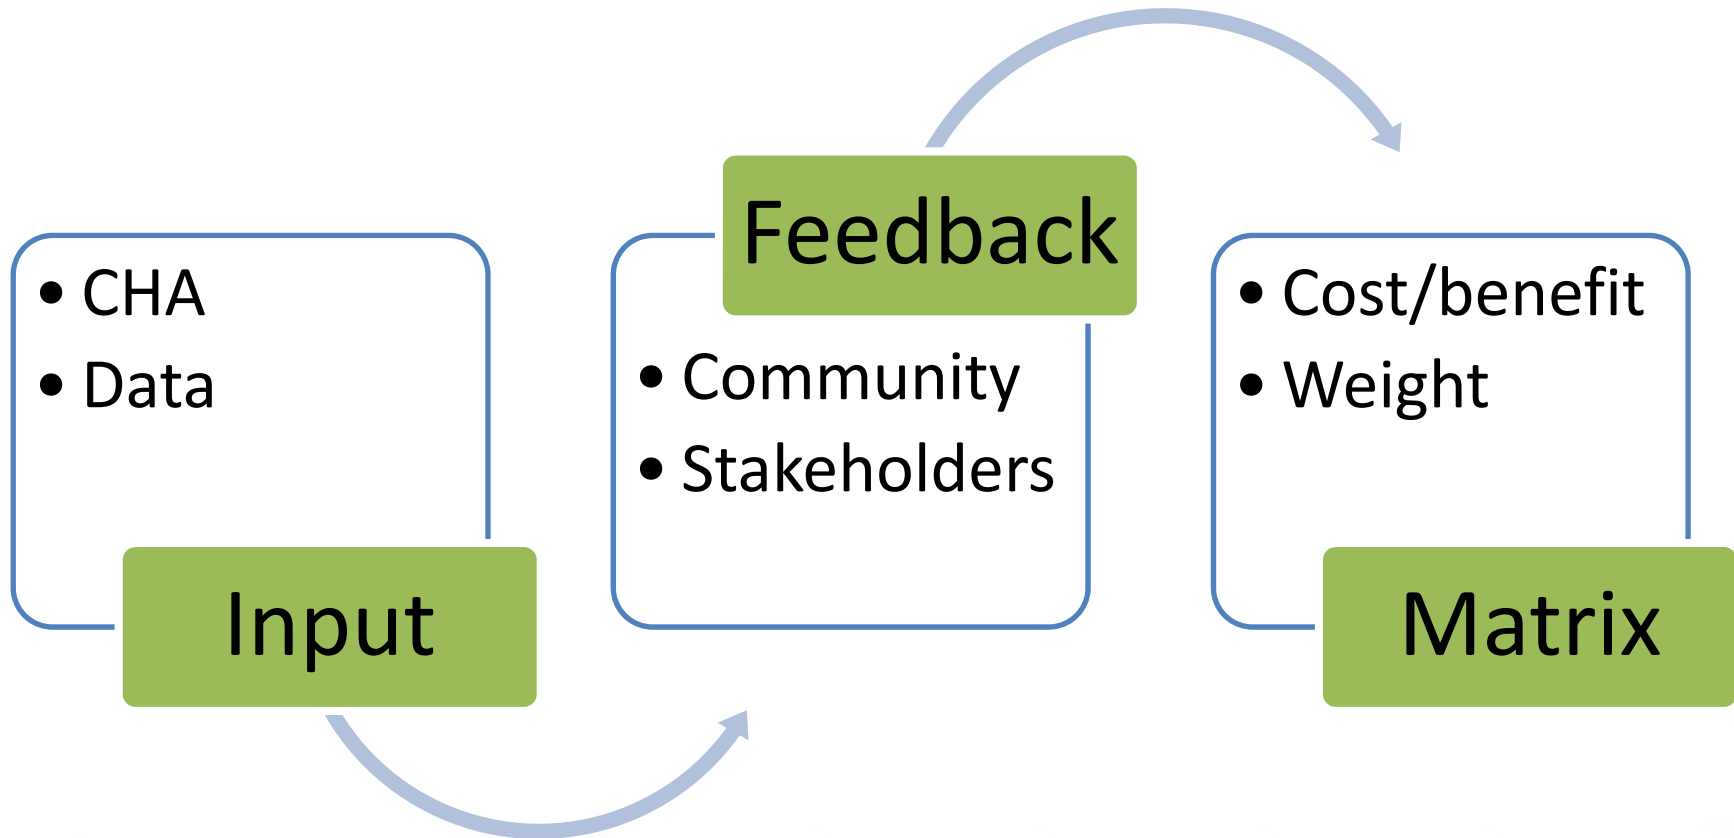 • CHA
• Data
Input
Feedback
• Community
• Stakeholders
• Cost/benefit
• Weight
Matrix